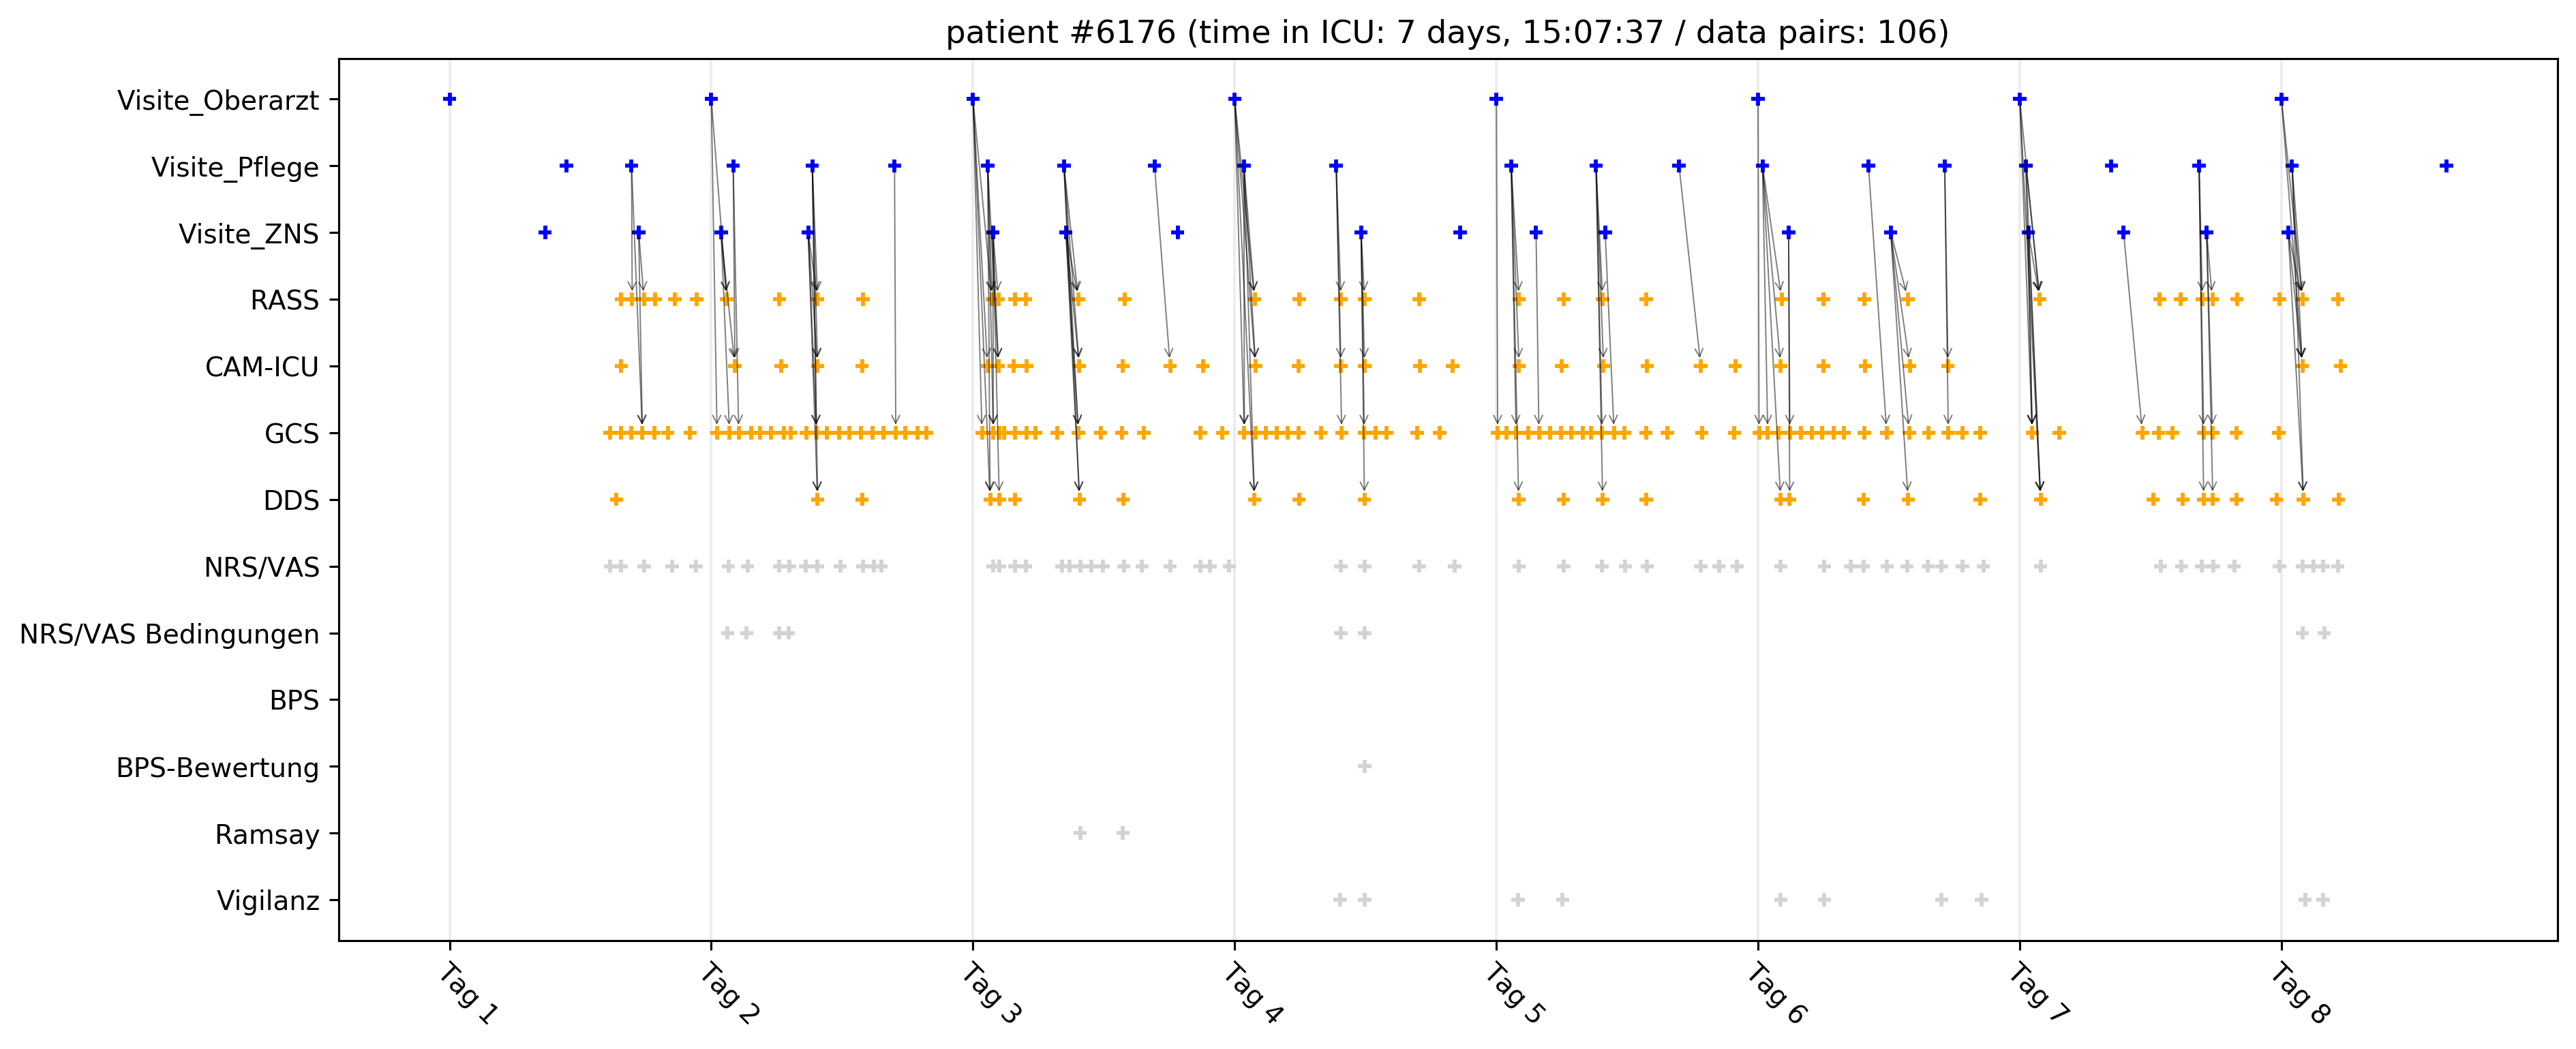 patient #6176 (time in ICU: 7 days, 15:07:37 / data pairs: 106)
Visite_Oberarzt
Visite_Pflege
Visite_ZNS
RASS
CAM-ICU
GCS
DDS
NRS/VAS
NRS/VAS Bedingungen
BPS
BPS-Bewertung
Ramsay
Vigilanz
Tag 1
Tag 2
Tag 3
Tag 4
Tag 5
Tag 6
Tag 7
Tag 8